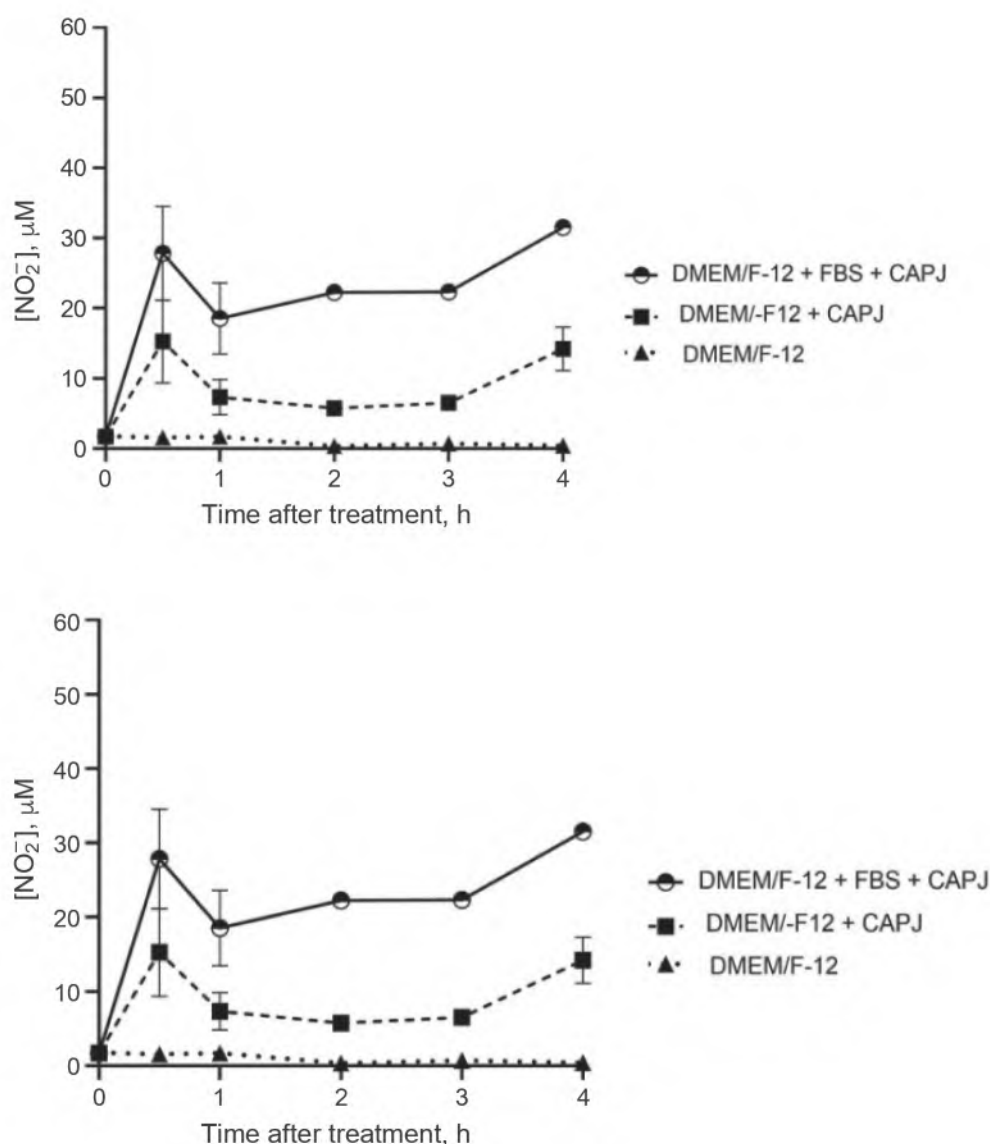 60
50
40
30
20
10
0
[NO₂⁻], μM
0 1 2 3 4
Time after treatment, h
DMEM/F-12 + FBS + CAPJ
DMEM/-F12 + CAPJ
DMEM/F-12
60
50
40
30
20
10
0
[NO₂⁻], μM
0 1 2 3 4
Time after treatment, h
DMEM/F-12 + FBS + CAPJ
DMEM/-F12 + CAPJ
DMEM/F-12